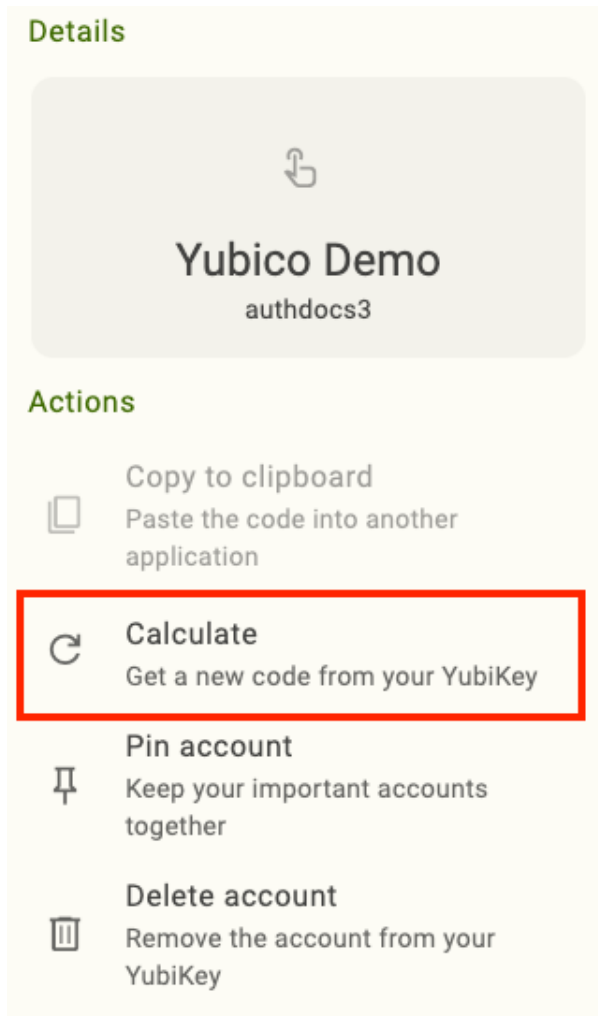 Details
Yubico Demo
authdocs3
Actions
Copy to clipboard
Paste the code into another
application
Calculate
Get a new code from your YubiKey
Pin account
Keep your important accounts
together
Delete account
Remove the account from your
YubiKey